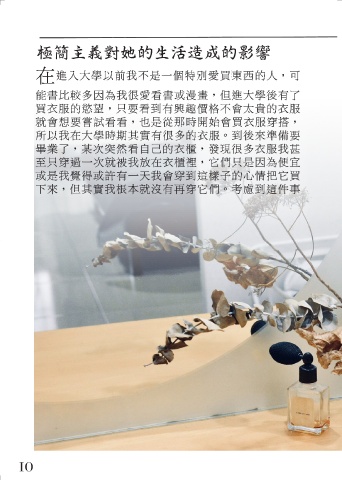 極簡主義對她的生活造成的影響
在進入大學以前我不是一個特別愛買東西的人，可
能書比較多因為我很愛看書或漫畫，但進大學後有了
買衣服的慾望，只要看到有興趣價格不會太貴的衣服
就會想要嘗試看看，也是從那時開始會買衣服穿搭，
所以我在大學時期其實有很多的衣服。到後來準備要
畢業了，某次突然看自己的衣櫃，發現很多衣服我甚
至只穿過一次就被我放在衣櫃裡，它們只是因為便宜
或是我覺得或許有一天我會穿到這樣子的心情把它買
下來，但其實我根本就沒有再穿它們。考慮到這件事
10